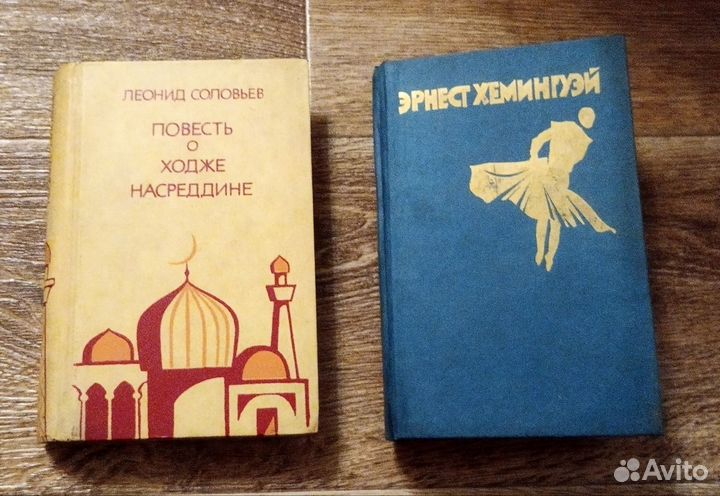 ЛЕОНИД СОЛОВЬЕВ
ПОВЕСТЬ
О
ХОДЖЕ
НАСРЕДДИНЕ
ЭРНЕСТ ХЕМИНГУЭЙ
Avito